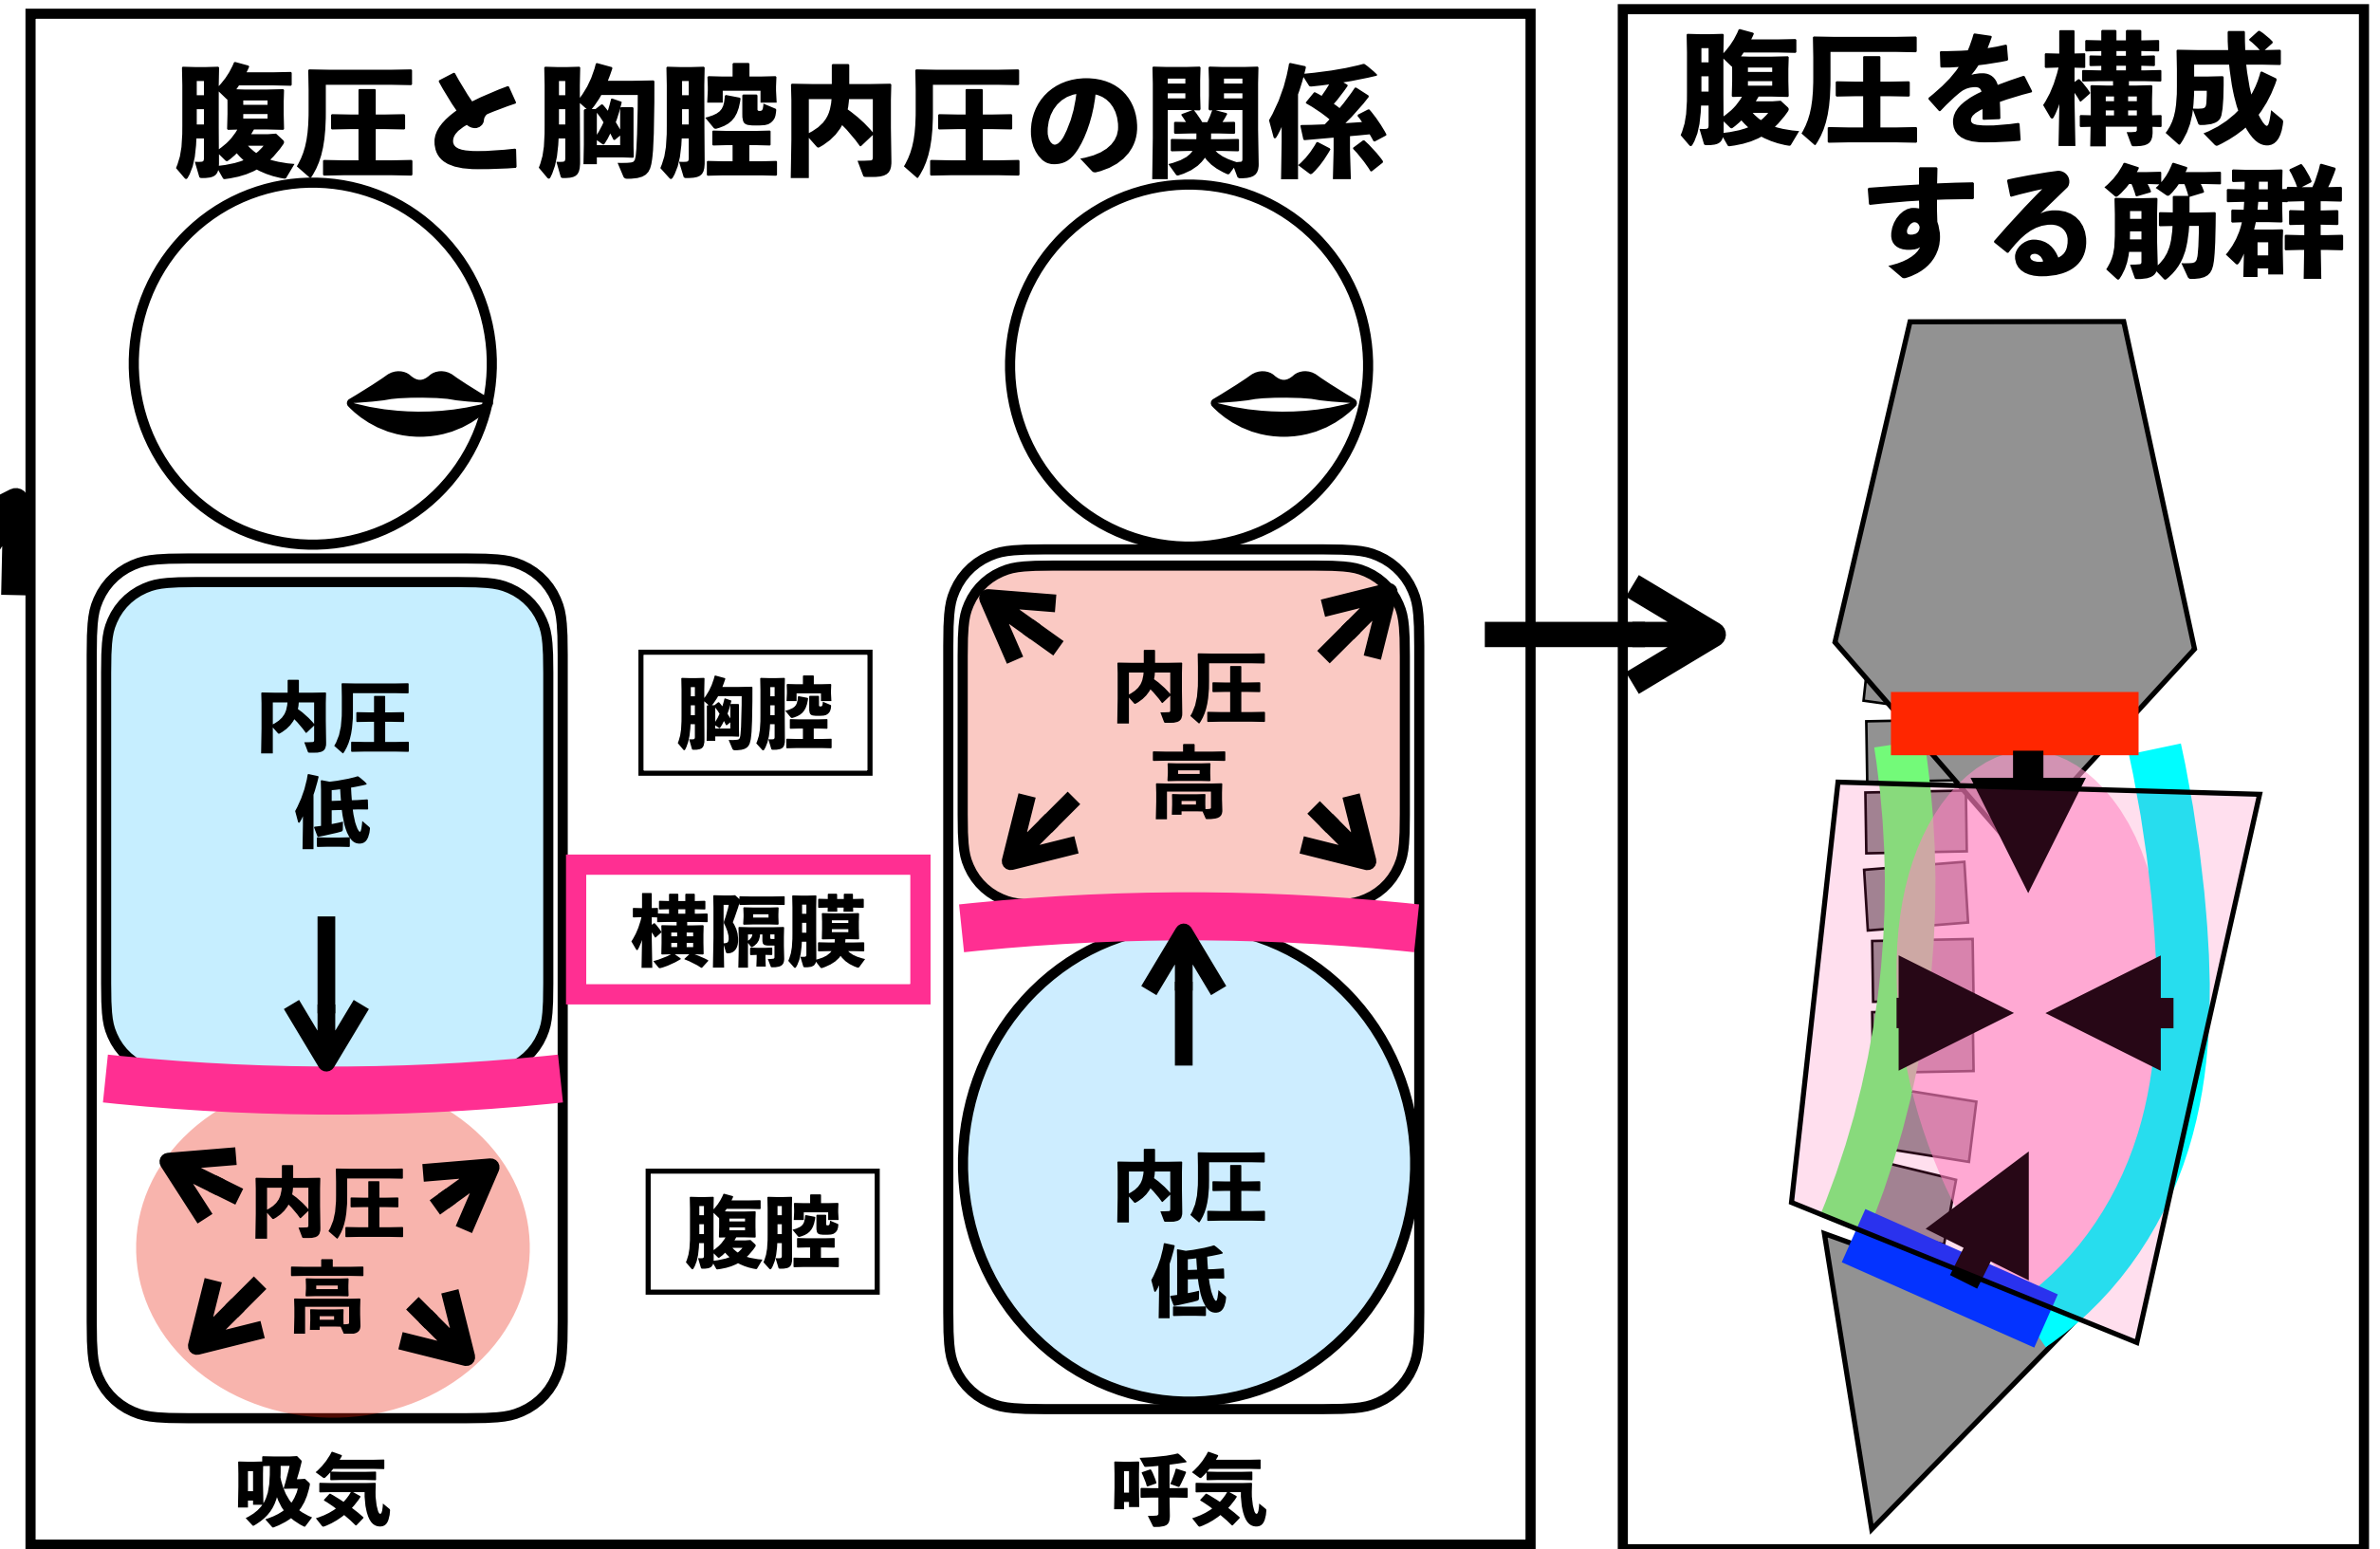 腹圧と胸腔内圧の関係
内圧
低
胸腔
内圧
高
横隔膜
内圧
高
腹腔
内圧
低
吸気
呼気
腹圧を構成
する筋群